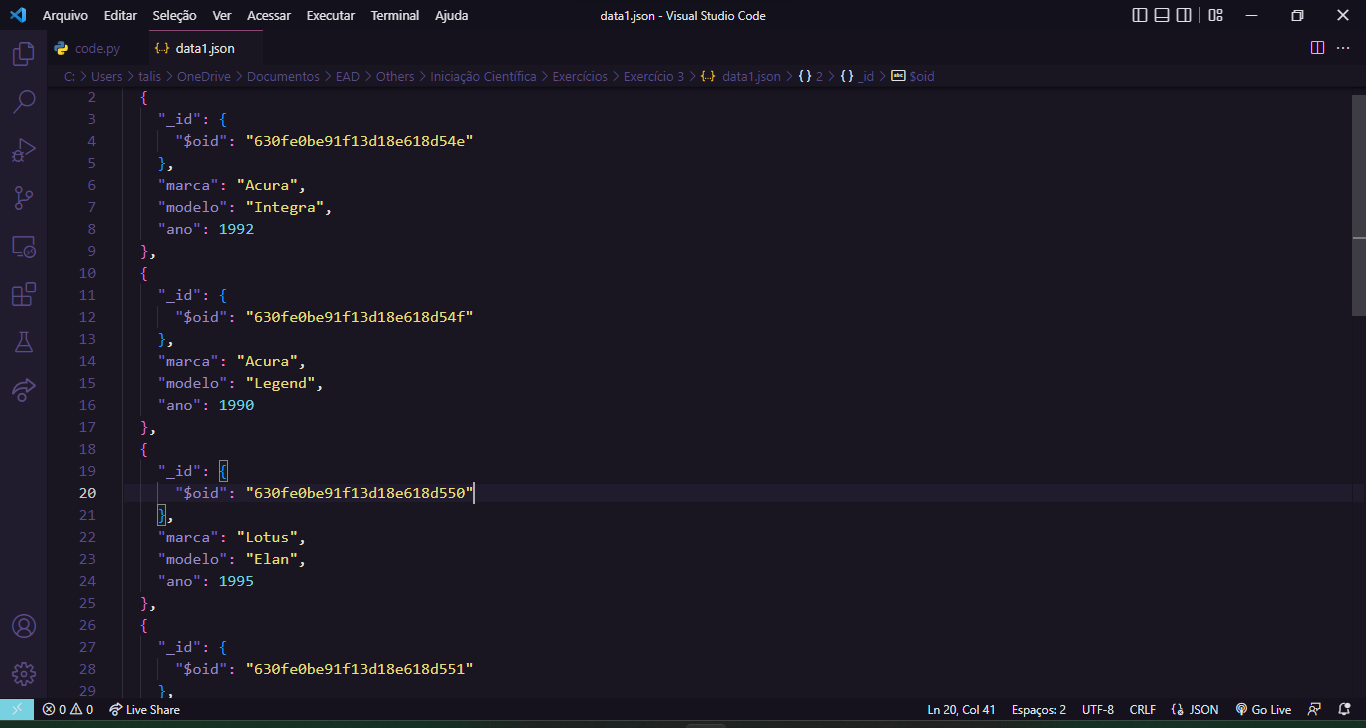 Arquivo Editar Seleção Ver Acessar Executar Terminal Ajuda data1.json - Visual Studio Code
code.py {..} data1.json ...
C: > Users > talis > OneDrive > Documentos > EAD > Others > Iniciação Científica > Exercícios > Exercício 3 > {..} data1.json > {} 2 > {} _id > abc $oid
2 {
3 "_id": {
4 "$oid": "630fe0be91f13d18e618d54e"
5 },
6 "marca": "Acura",
7 "modelo": "Integra",
8 "ano": 1992
9 },
10 {
11 "_id": {
12 "$oid": "630fe0be91f13d18e618d54f"
13 },
14 "marca": "Acura",
15 "modelo": "Legend",
16 "ano": 1990
17 },
18 {
19 "_id": {
20 "$oid": "630fe0be91f13d18e618d550"
21 },
22 "marca": "Lotus",
23 "modelo": "Elan",
24 "ano": 1995
25 },
26 {
27 "_id": {
28 "$oid": "630fe0be91f13d18e618d551"
29 },
0 0 Live Share Ln 20, Col 41 Espaços: 2 UTF-8 CRLF JSON Go Live